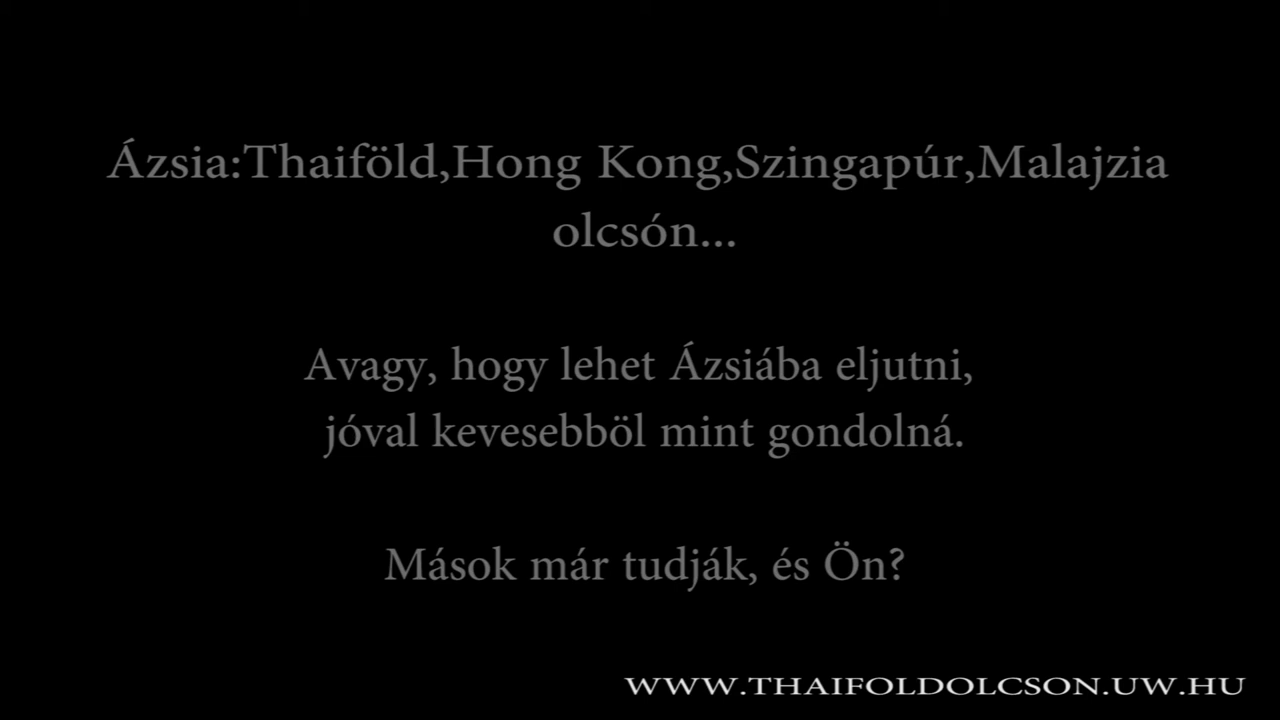 Ázsia:Thaiföld,Hong Kong,Szingapúr,Malajzia
olcsón...
Avagy, hogy lehet Ázsiába eljutni,
jóval kevesebböl mint gondolná.
Mások már tudják, és Ön?
WWW.THAIFOLDOLCSON.UW.HU